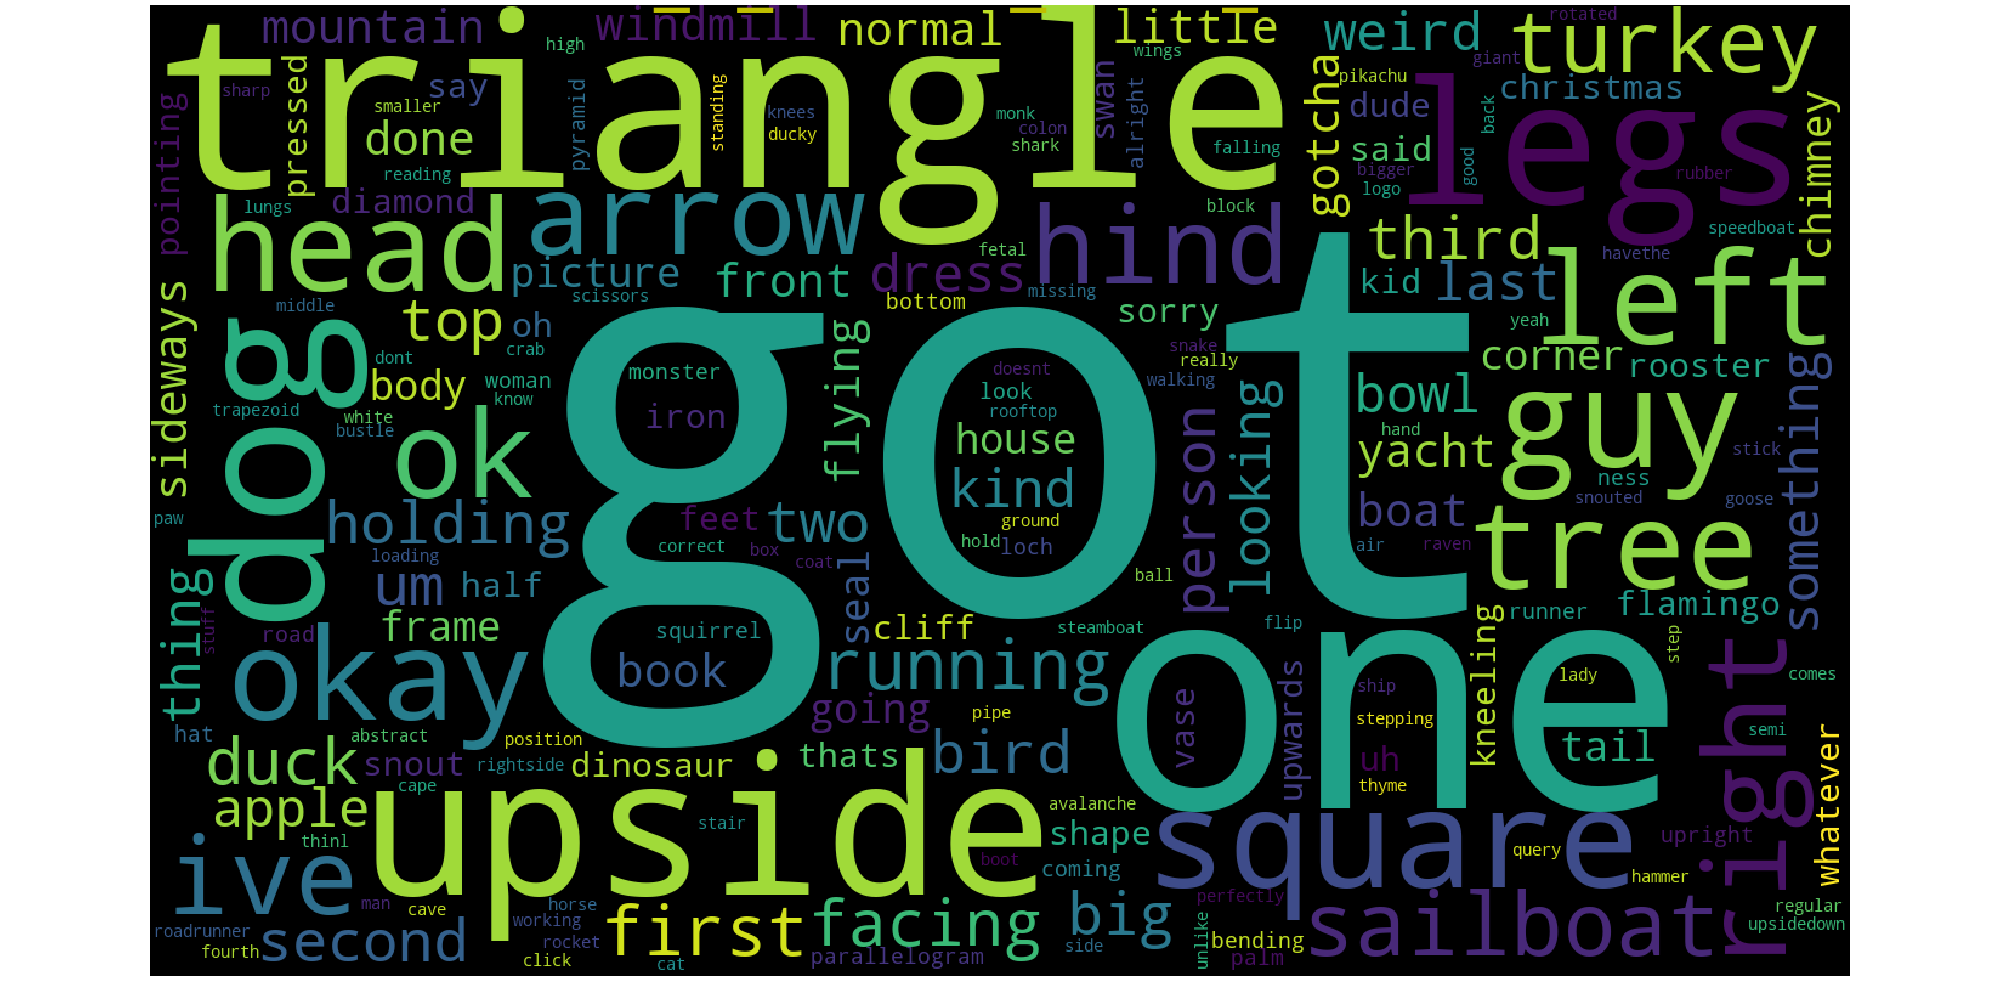 mountain
windmill
normal
little
weird
rotated
turkey
high
wings
giant
triangle
sharp
pressed
say
smaller
pyramid
standing
knees
ducky
monk
colon
shark
swan
alright
falling
gotcha
pikachu
dude
back
christmas
legs
pointing
done
reading
said
bigger
logo
good
rubber
chimney
lungs
diamond
arrow
block
head
hind
third
speedboat
fetal
havethe
picture
scissors
front
dress
bottom
missing
kid
last
left
middle
sideways
top
oh
crab
sorry
yeah
dog
dont
body
woman
know
monster
flying
doesnt
look
rooftop
snake
really
walking
corner
rooster
trapezoid
white
bustle
iron
got
house
kind
person
looking
bowl
hand
guy
something
ok
yacht
stick
ness
snouted
goose
paw
holding
feet
two
ground
hold
loch
boat
air
raven
tree
loading
correct
box
coat
seal
ball
um
half
thing
stuff
road
frame
squirrel
cliff
steamboat
flip
runner
flamingo
step
okay
book
running
one
upwards
ship
kneeling
lady
right
comes
going
pipe
vase
stepping
hat
abstract
position
duck
snout
rightside
dinosaur
thats
bird
uh
tail
semi
whatever
cape
thyme
apple
upside
avalanche
thinl
stair
shape
square
query
upright
ive
boot
coming
hammer
man
cave
horse
working
first
facing
big
perfectly
sailboat
regular
upsidedown
roadrunner
fourth
second
rocket
click
cat
parallelogram
side
unlike
bending
palm